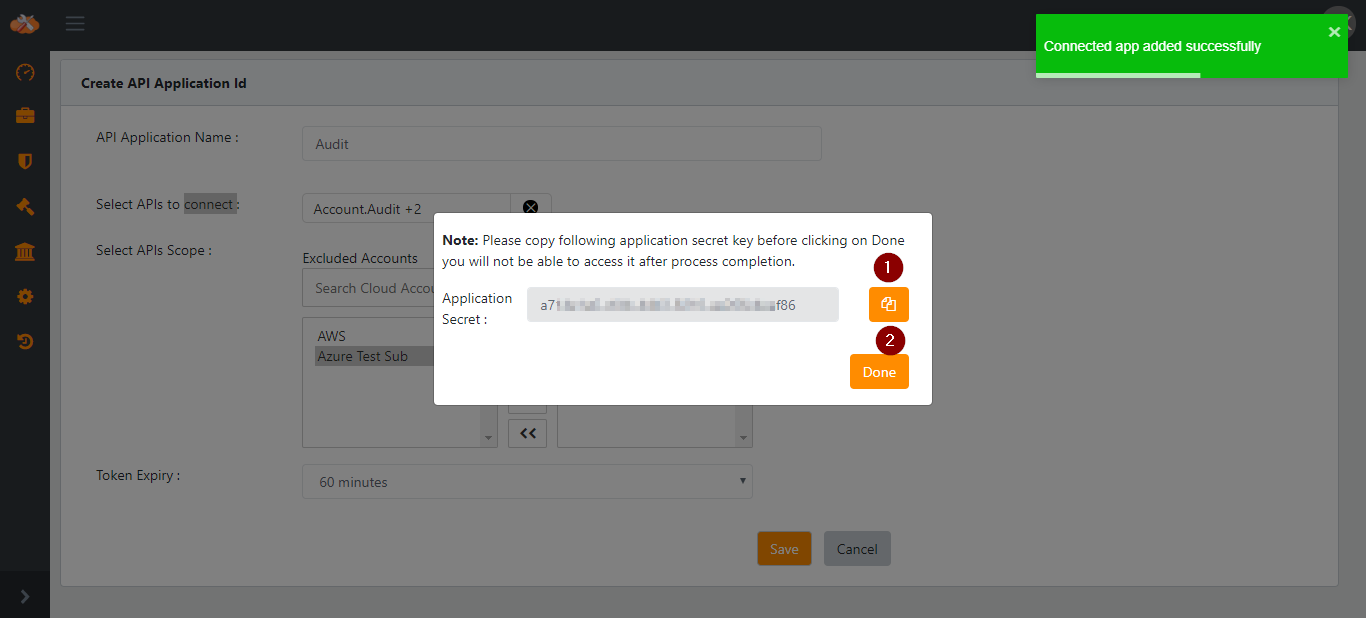 Connected app added successfully
Create API Application Id
API Application Name :
Audit
Select APIs to connect :
Account.Audit +2
Select APIs Scope :
Excluded Accounts
Search Cloud Accou
AWS
Azure Test Sub
Note: Please copy following application secret key before clicking on Done
you will not be able to access it after process completion.
1
Application
Secret :
a7
f86
2
Done
<<
Token Expiry :
60 minutes
Save
Cancel